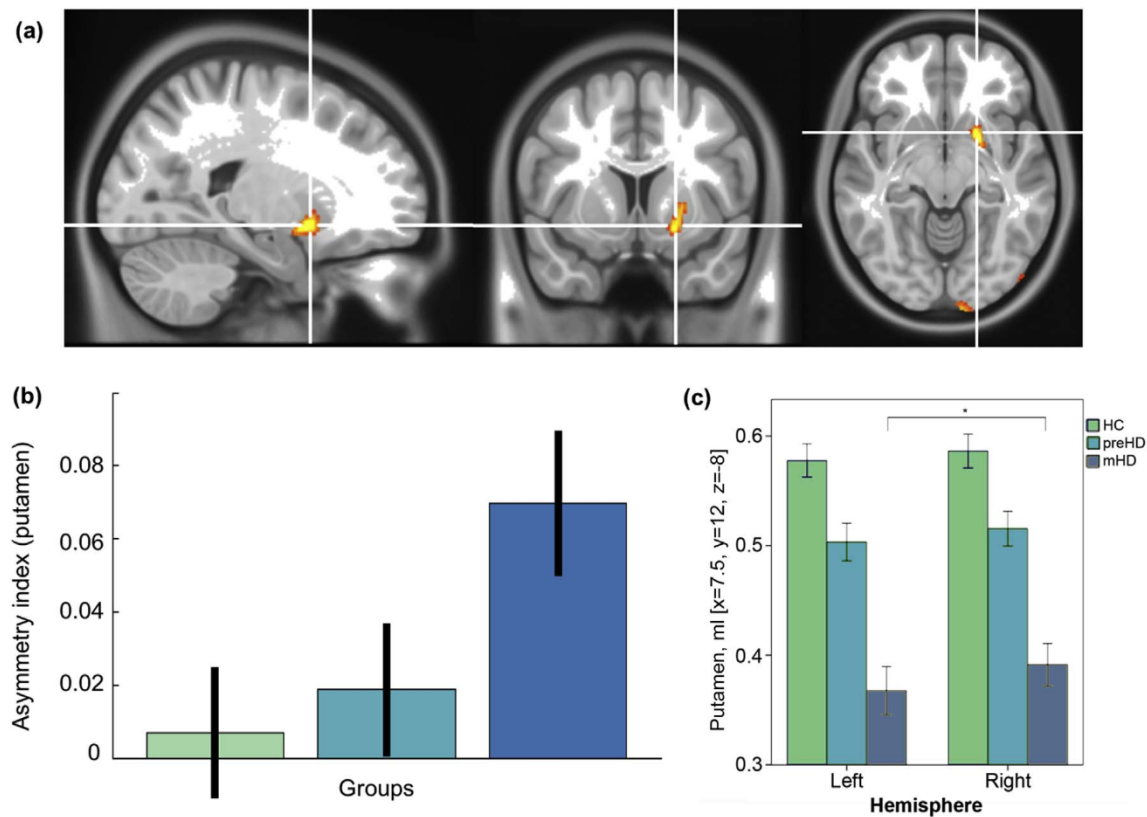 (a)
(b)
Asymmetry index (putamen)
0.08
0.06
0.04
0.02
0
Groups
(c)
Putamen, ml [x=7.5, y=12, z=-8]
0.6
0.5
0.4
0.3
*
HC
preHD
mHD
Left Right
Hemisphere